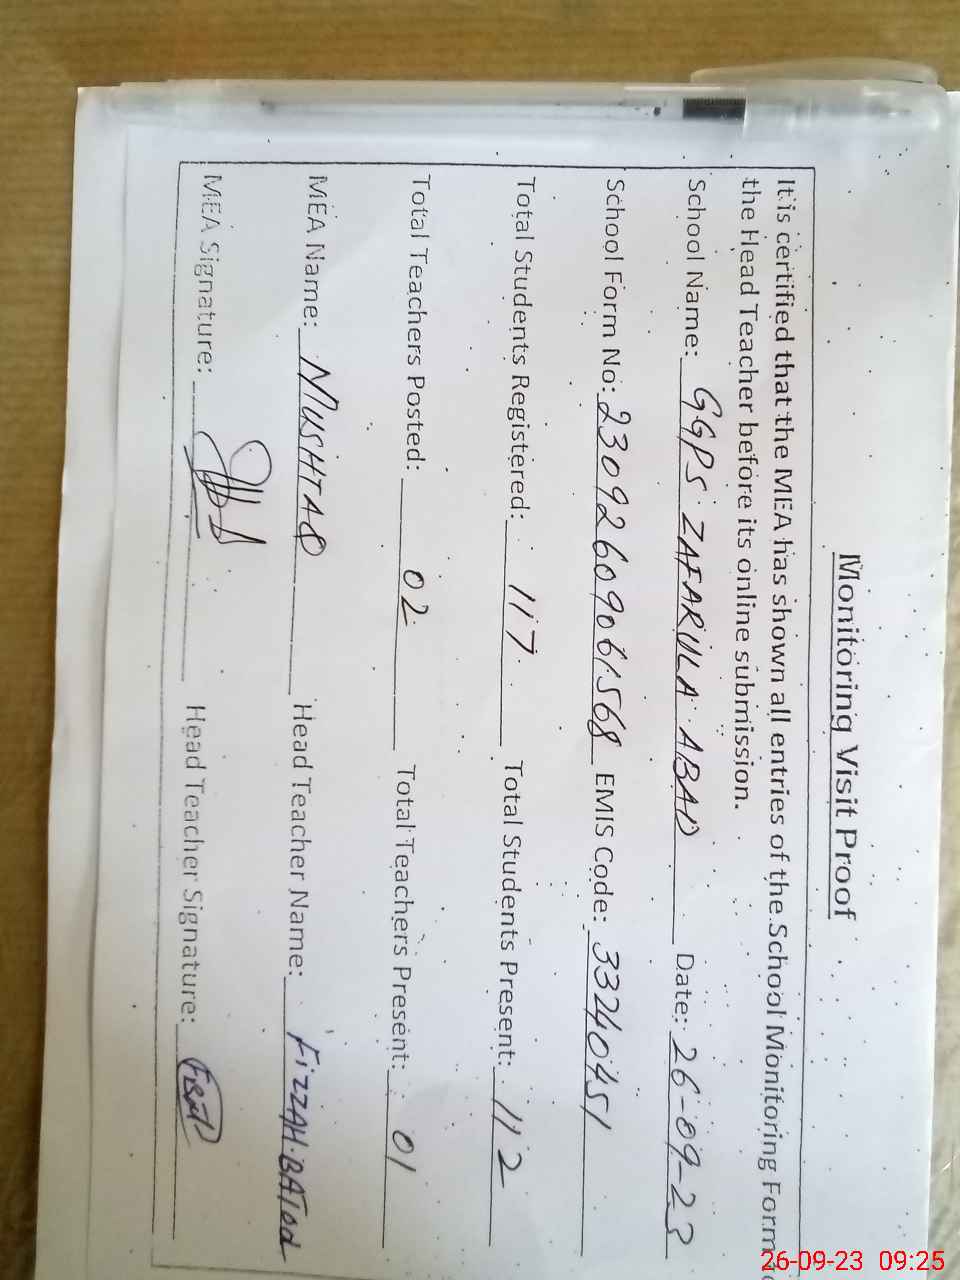 Monitoring Visit Proof
It is certified that the MEA has shown all entries of the School Monitoring Form to
the Head Teacher before its online submission.
School Name: GGPS ZAFARULA ABAD Date: 26-09-23
School Form No: 23092609061568 EMIS Code: 33240451
Total Students Registered: 117 Total Students Present: 112
Total Teachers Posted: 02 Total Teachers Present: 01
MEA Name: MUSHTAQ Head Teacher Name: FIZZAH BATOOL
MEA Signature: Head Teacher Signature:
26-09-23 09:25